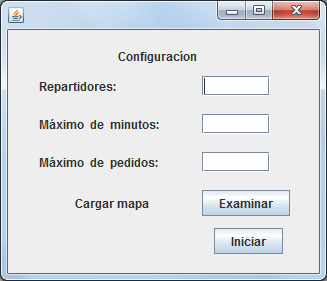 Configuracion
Repartidores:
Máximo de minutos:
Máximo de pedidos:
Cargar mapa Examinar
Iniciar